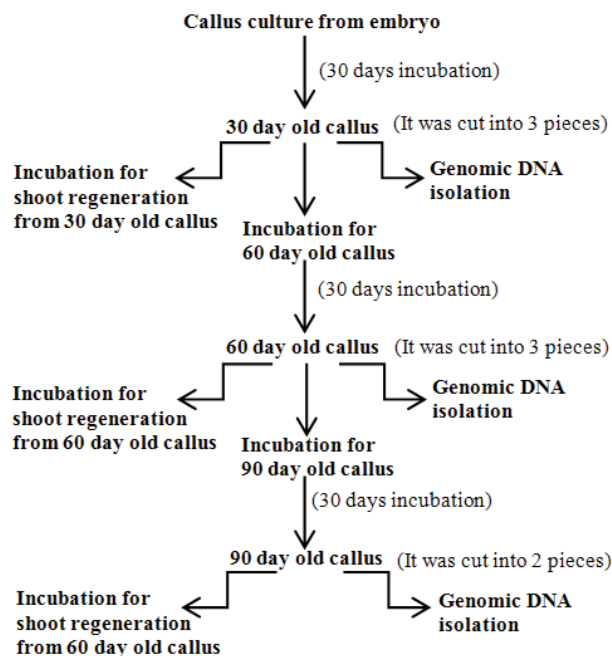 Callus culture from embryo
(30 days incubation)
30 day old callus (It was cut into 3 pieces)
Incubation for
shoot regeneration
from 30 day old callus
Genomic DNA
isolation
Incubation for
60 day old callus
(30 days incubation)
60 day old callus (It was cut into 3 pieces)
Incubation for
shoot regeneration
from 60 day old callus
Genomic DNA
isolation
Incubation for
90 day old callus
(30 days incubation)
90 day old callus (It was cut into 2 pieces)
Incubation for
shoot regeneration
from 60 day old callus
Genomic DNA
isolation